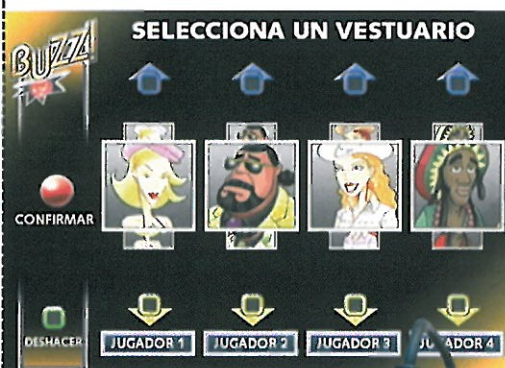 SELECCIONA UN VESTUARIO
BUZZ!
CONFIRMAR
DESHACER
JUGADOR 1
JUGADOR 2
JUGADOR 3
JUGADOR 4